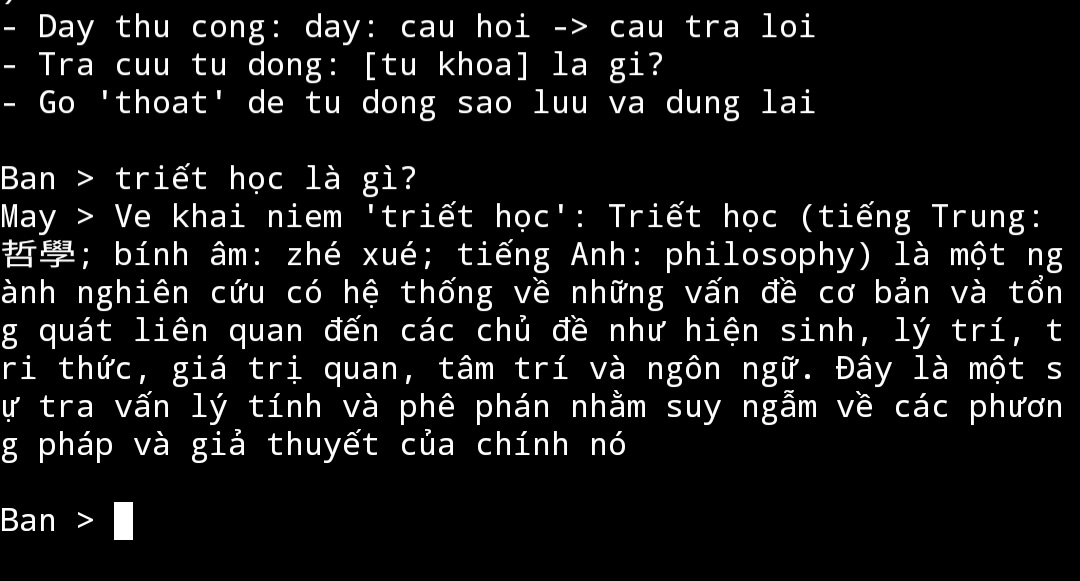 - Day thu cong: day: cau hoi -> cau tra loi
- Tra cuu tu dong: [tu khoa] la gi?
- Go 'thoat' de tu dong sao luu va dung lai
Ban > triết học là gì?
May > Ve khai niem 'triết học': Triết học (tiếng Trung:
哲學; bính âm: zhé xué; tiếng Anh: philosophy) là một ng
ành nghiên cứu có hệ thống về những vấn đề cơ bản và tổn
g quát liên quan đến các chủ đề như hiện sinh, lý trí, t
ri thức, giá trị quan, tâm trí và ngôn ngữ. Đây là một s
ự tra vấn lý tính và phê phán nhằm suy ngẫm về các phươn
g pháp và giả thuyết của chính nó
Ban >